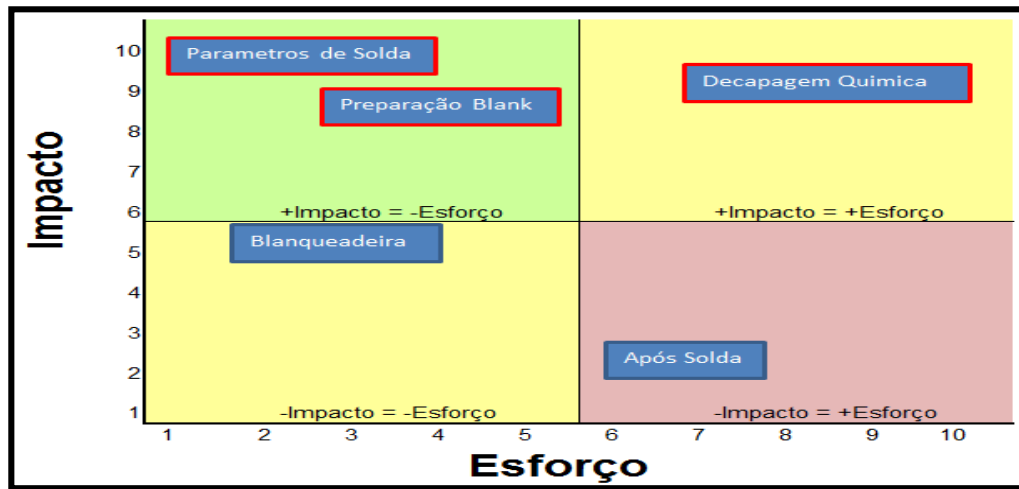 Impacto
10
Parametros de Solda
Decapagem Quimica
9
Preparação Blank
8
7
6
+Impacto = -Esforço
+Impacto = +Esforço
Blanqueadeira
5
4
3
Após Solda
2
1
-Impacto = -Esforço
-Impacto = +Esforço
1 2 3 4 5 6 7 8 9 10
Esforço